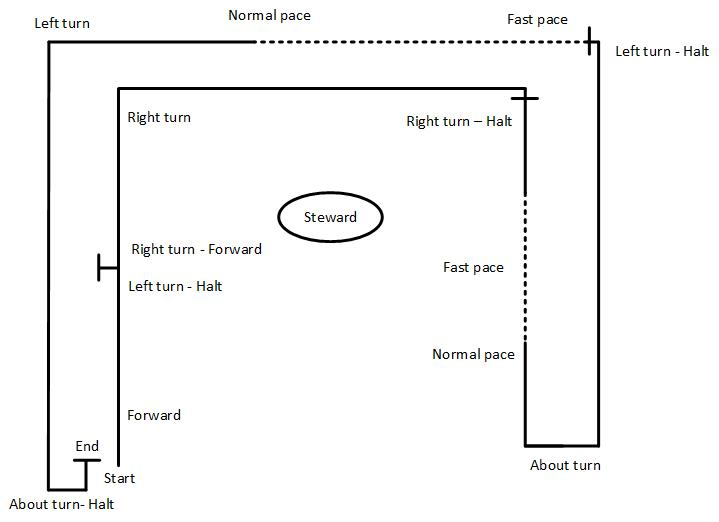 Normal pace
Fast pace
Left turn
Left turn - Halt
Right turn
Right turn – Halt
Steward
Right turn - Forward
Fast pace
Left turn - Halt
Normal pace
Forward
End
About turn
Start
About turn- Halt